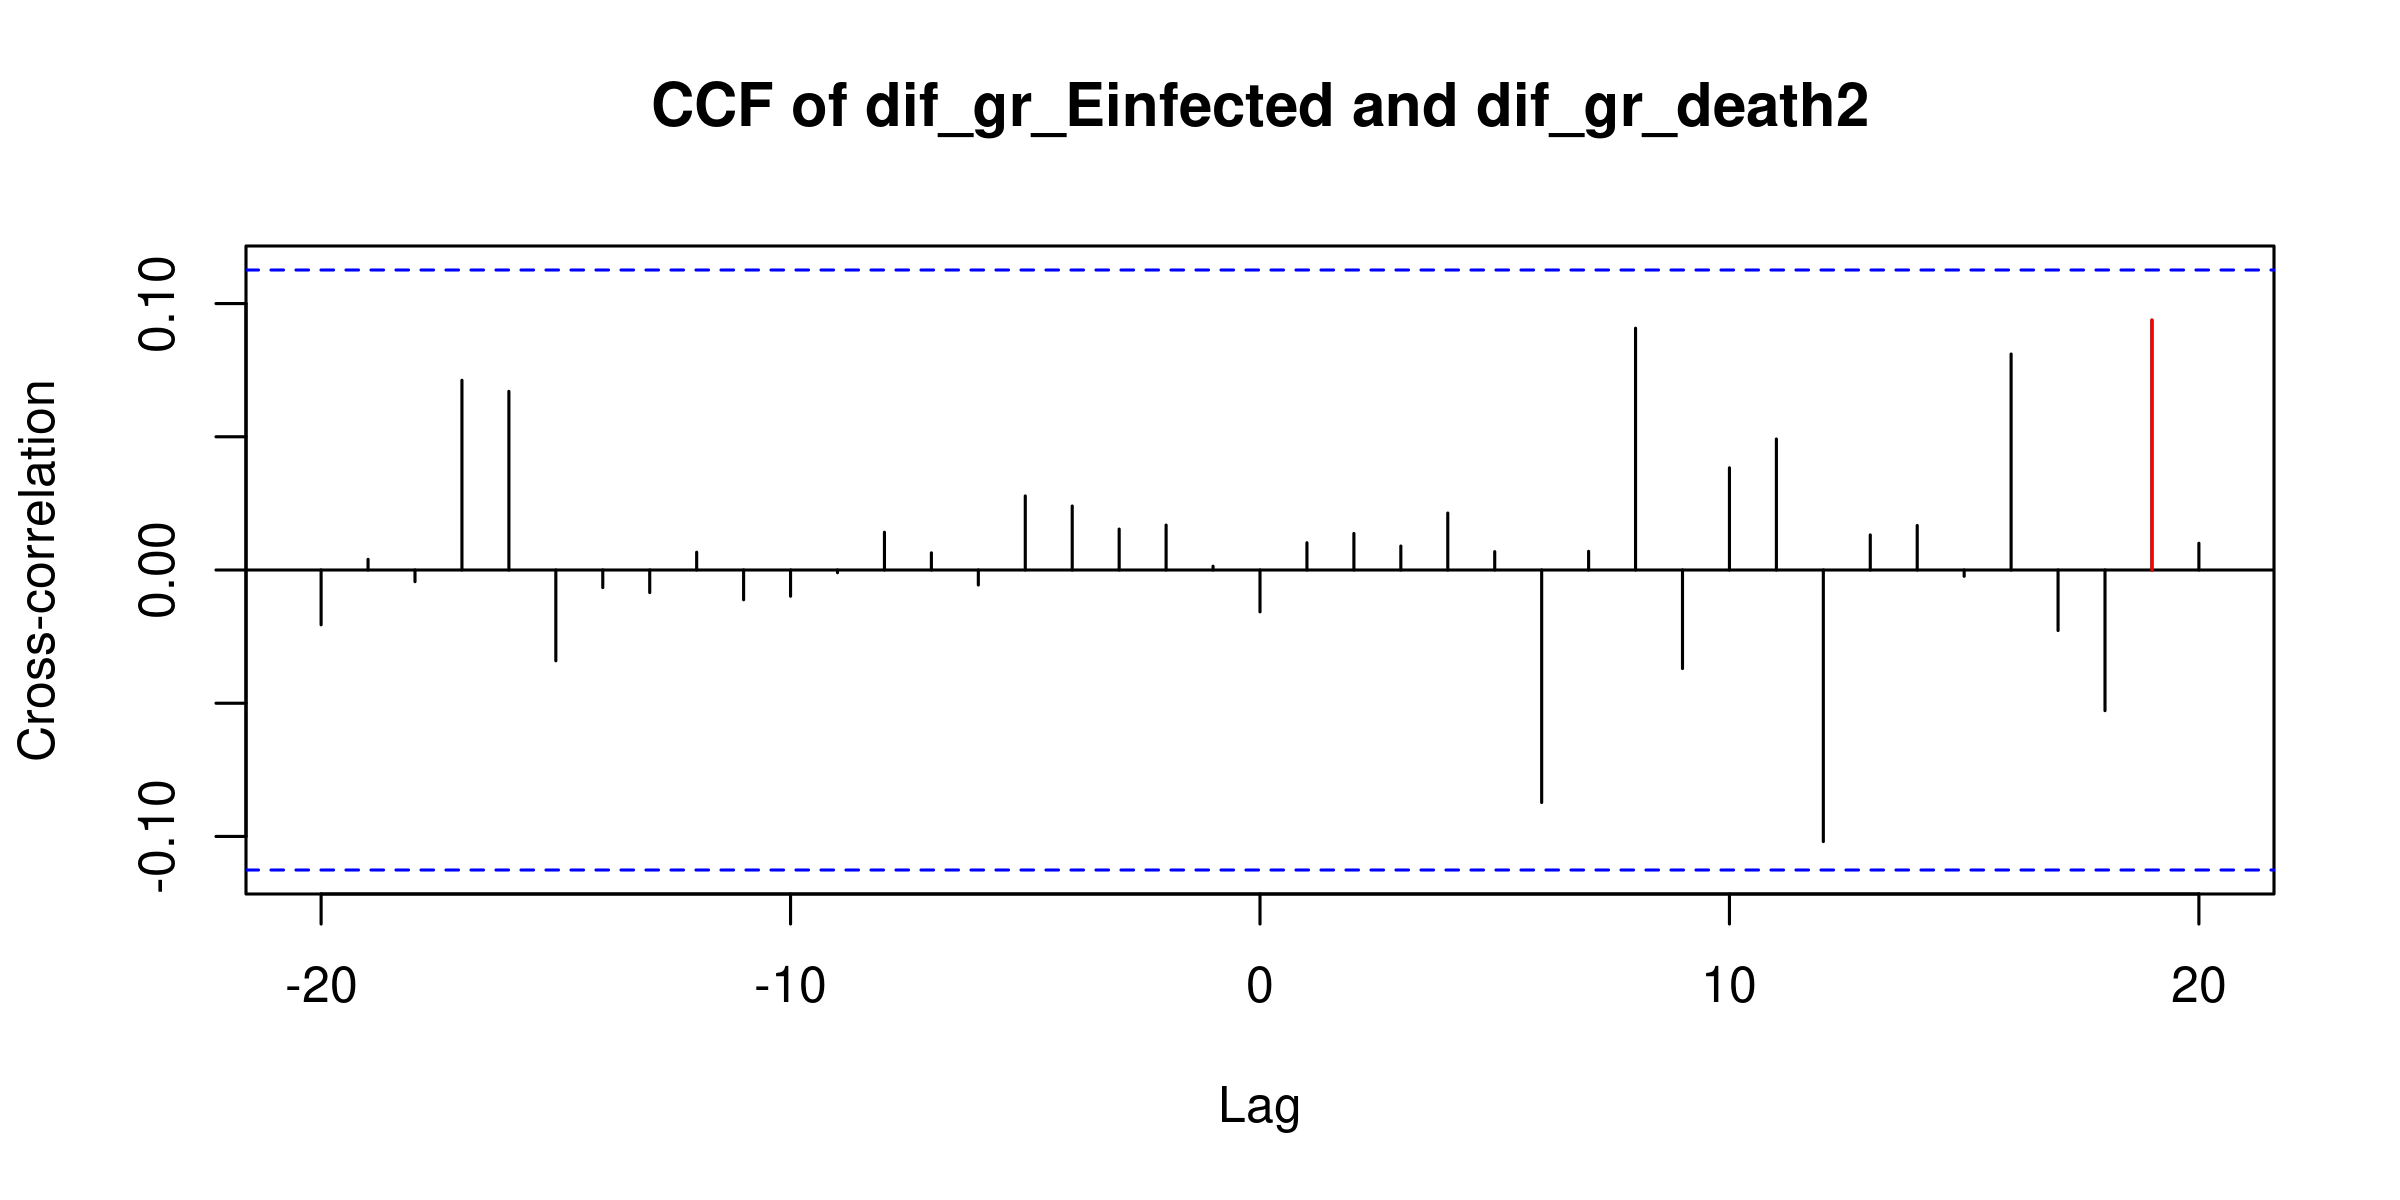 CCF of dif_gr_Einfected and dif_gr_death2
Cross-correlation
0.10
0.00
-0.10
-20 -10 0 10 20
Lag